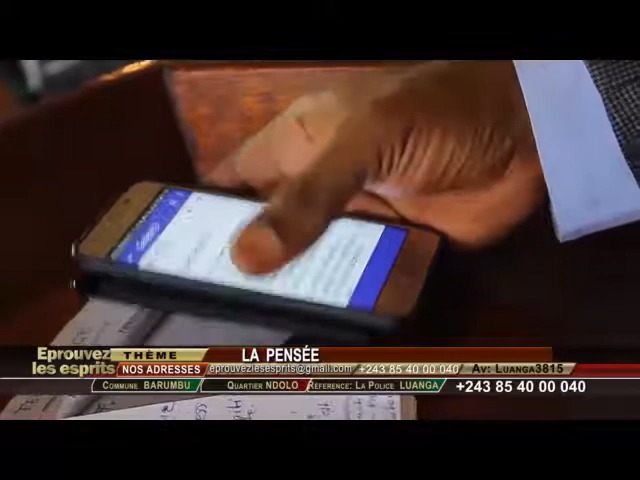 Eprouvez
les esprits
THÈME
LA PENSÉE
NOS ADRESSES
eprouvezlesesprits@gmail.com
+243 85 40 00 040
Av: Luanga3815
Commune BARUMBU
Quartier NDOLO
Réference: La Police LUANGA
+243 85 40 00 040